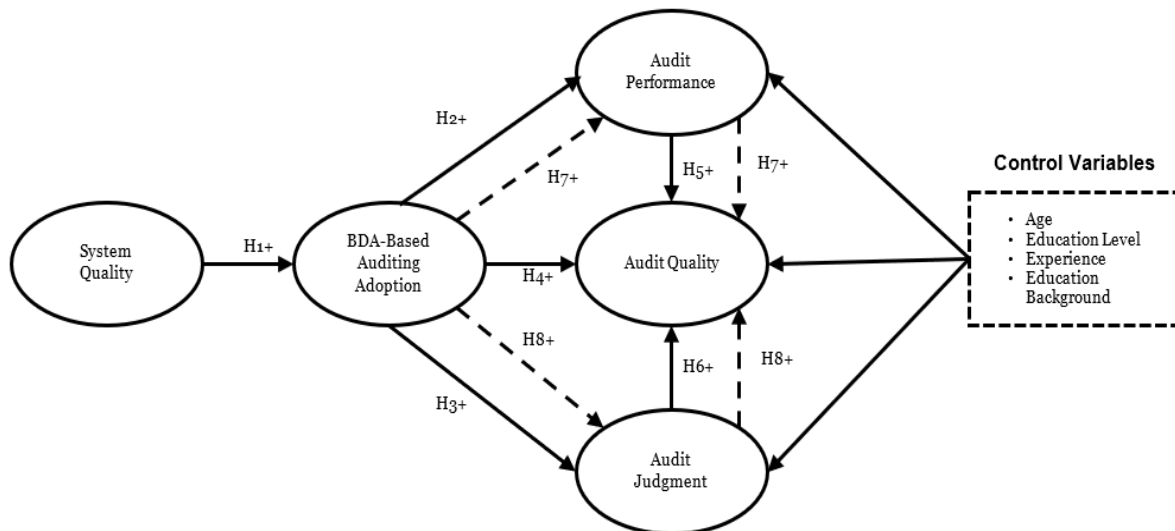 Audit
Performance
H2+
H7+
H5+
H7+
Control Variables
System
Quality
H1+
BDA-Based
Auditing
Adoption
H4+
Audit Quality
• Age
• Education Level
• Experience
• Education
Background
H8+
H6+
H8+
H3+
Audit
Judgment